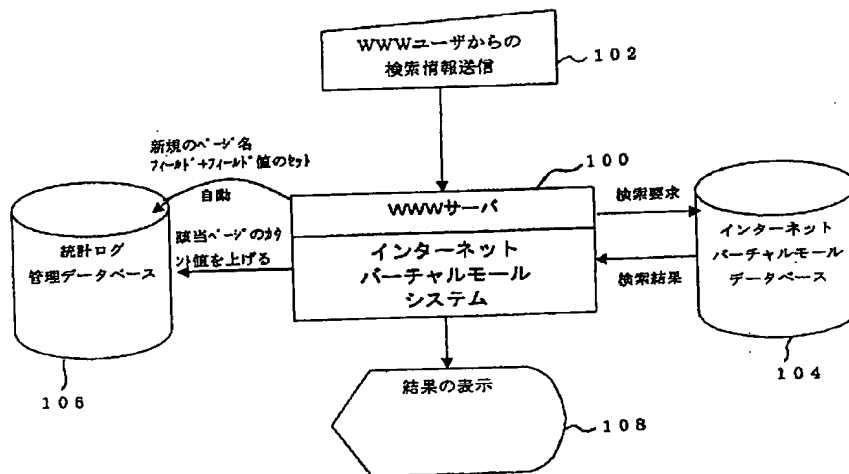 WWWユーザからの
検索情報送信
102
新規のページ名
フィールド+フィールド値のセット
自動
100
WWWサーバ
検索要求
統計ログ
管理データベース
該当ページのカウ
ント値を上げる
インターネット
バーチャルモール
システム
検索結果
インターネット
バーチャルモール
データベース
106
104
結果の表示
108